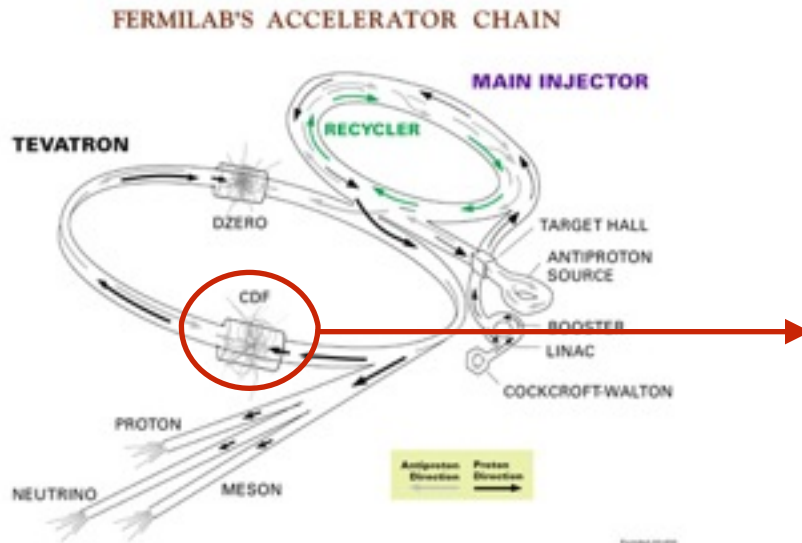 FERMILAB'S ACCELERATOR CHAIN
MAIN INJECTOR
RECYCLER
TEVATRON
DZERO
TARGET HALL
ANTIPROTON
SOURCE
CDF
BOOSTER
LINAC
COCKCROFT-WALTON
PROTON
NEUTRINO
MESON
Antiproton Proton
Direction Direction